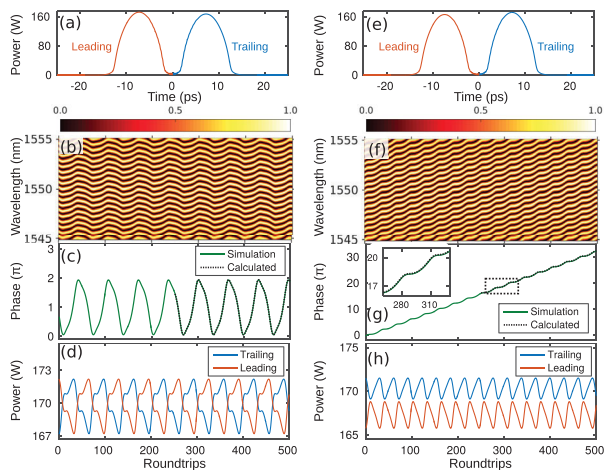 (a)
Power (W)
160
80
0
Leading
Trailing
-20 -10 0 10 20
Time (ps)
0.0 0.5 1.0
(b)
Wavelength (nm)
1555
1550
1545
(c)
Phase (π)
3
2
1
0
Simulation
Calculated
(d)
Power (W)
173
170
167
Trailing
Leading
0 100 200 300 400 500
Roundtrips
(e)
Power (W)
160
80
0
Leading
Trailing
-20 -10 0 10 20
Time (ps)
0.0 0.5 1.0
(f)
Wavelength (nm)
1555
1550
1545
(g)
Phase (π)
30
20
10
0
20
17
280 310
Simulation
Calculated
(h)
Power (W)
175
170
165
Trailing
Leading
0 100 200 300 400 500
Roundtrips